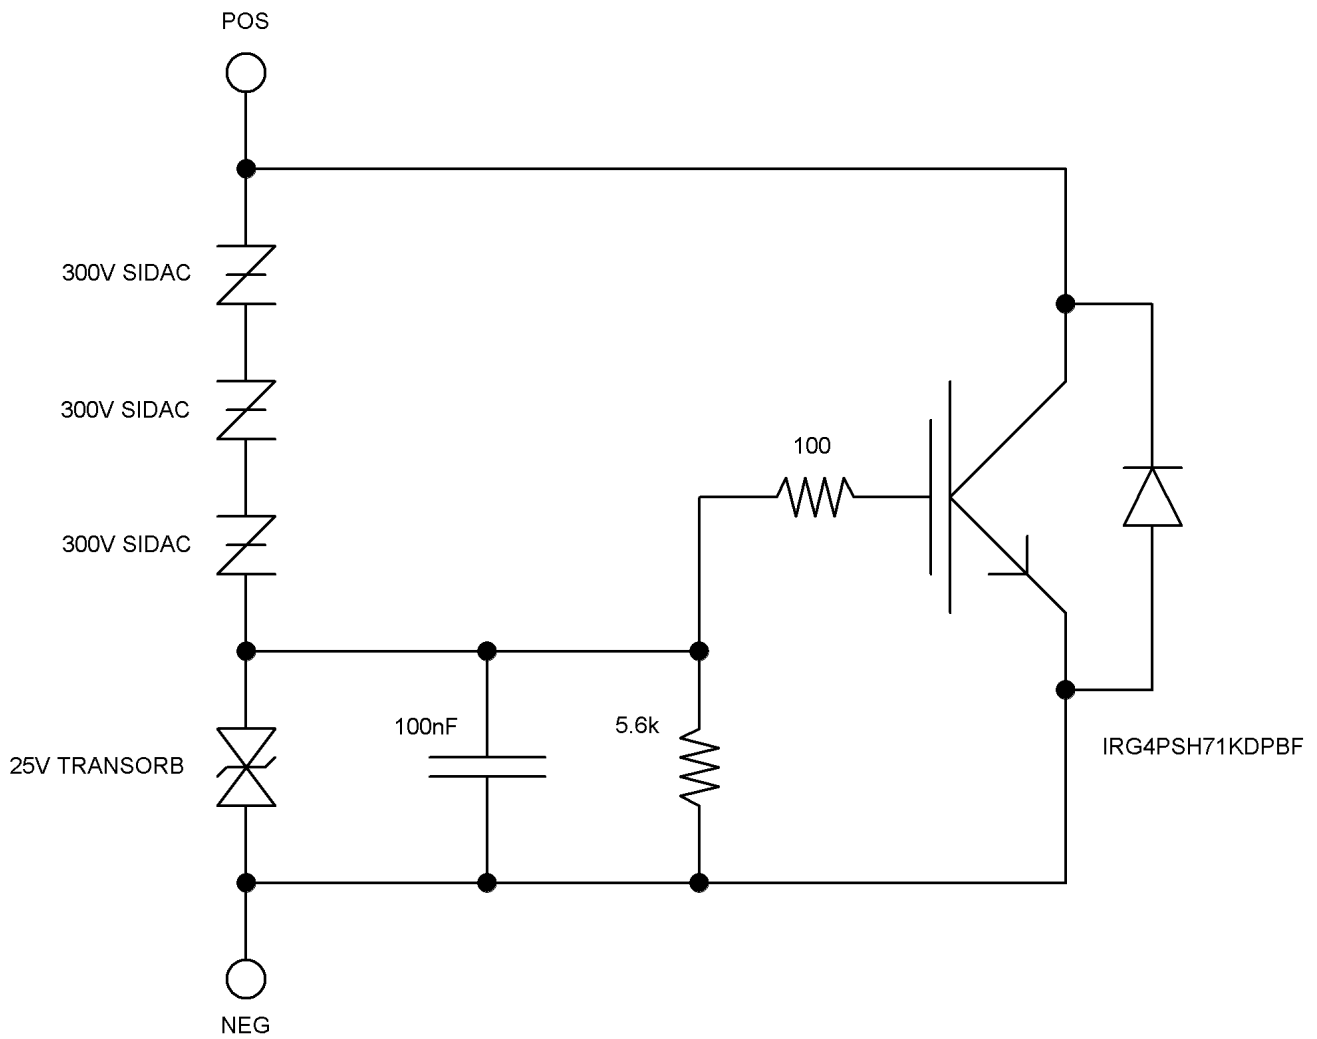 POS
300V SIDAC
300V SIDAC
100
300V SIDAC
100nF
5.6k
25V TRANSORB
IRG4PSH71KDPBF
NEG